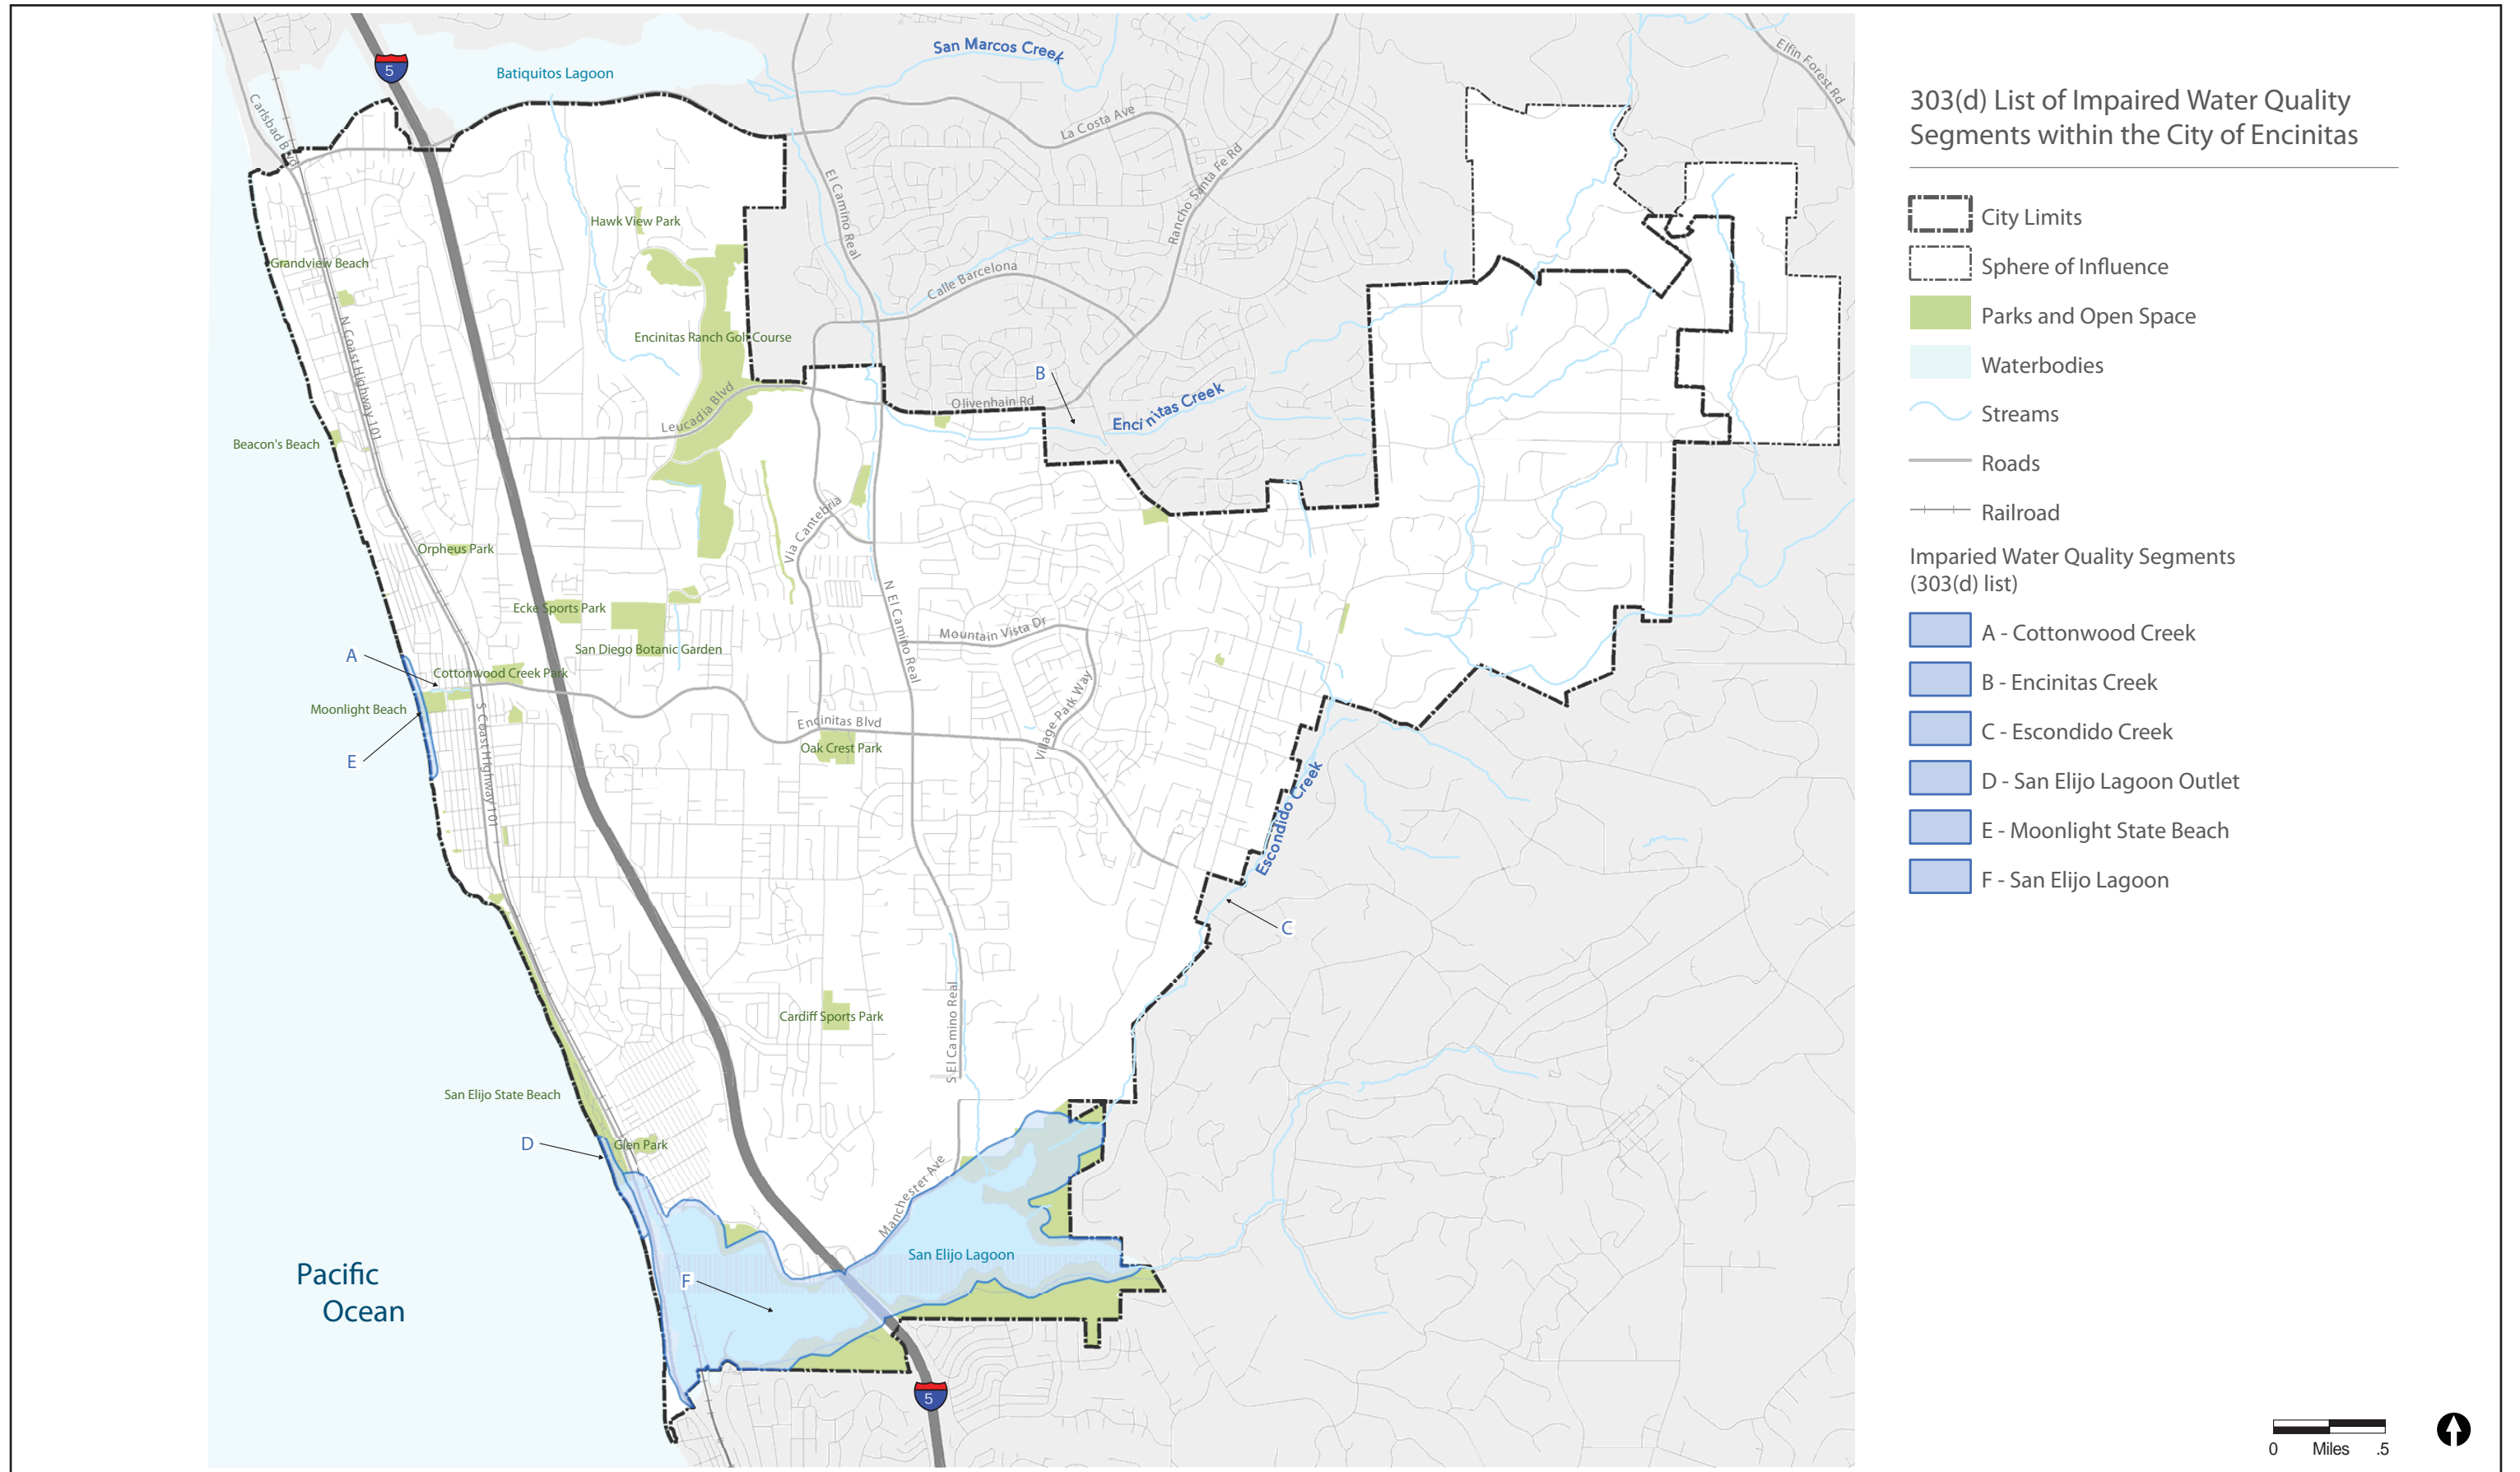 303(d) List of Impaired Water Quality
Segments within the City of Encinitas
City Limits
Sphere of Influence
Parks and Open Space
Waterbodies
Streams
Roads
Railroad
Imparied Water Quality Segments
(303(d) list)
A - Cottonwood Creek
B - Encinitas Creek
C - Escondido Creek
D - San Elijo Lagoon Outlet
E - Moonlight State Beach
F - San Elijo Lagoon
0 Miles .5
5
Batiquitos Lagoon
San Marcos Creek
Elfin Forest Rd
Carlsbad Blvd
La Costa Ave
El Camino Real
Rancho Santa Fe Rd
Hawk View Park
Grandview Beach
Calle Barcelona
N Coast Highway 101
Encinitas Ranch Golf Course
B
Encinitas Creek
Leucadia Blvd
Olivenhain Rd
Beacon's Beach
Via Cantebria
Orpheus Park
Ecke Sports Park
N El Camino Real
Mountain Vista Dr
San Diego Botanic Garden
A
Cottonwood Creek Park
Moonlight Beach
Encinitas Blvd
Village Park Way
S Coast Highway 101
Oak Crest Park
E
Escondido Creek
C
Cardiff Sports Park
S El Camino Real
San Elijo State Beach
D
Glen Park
Manchester Ave
San Elijo Lagoon
F
Pacific
Ocean
5